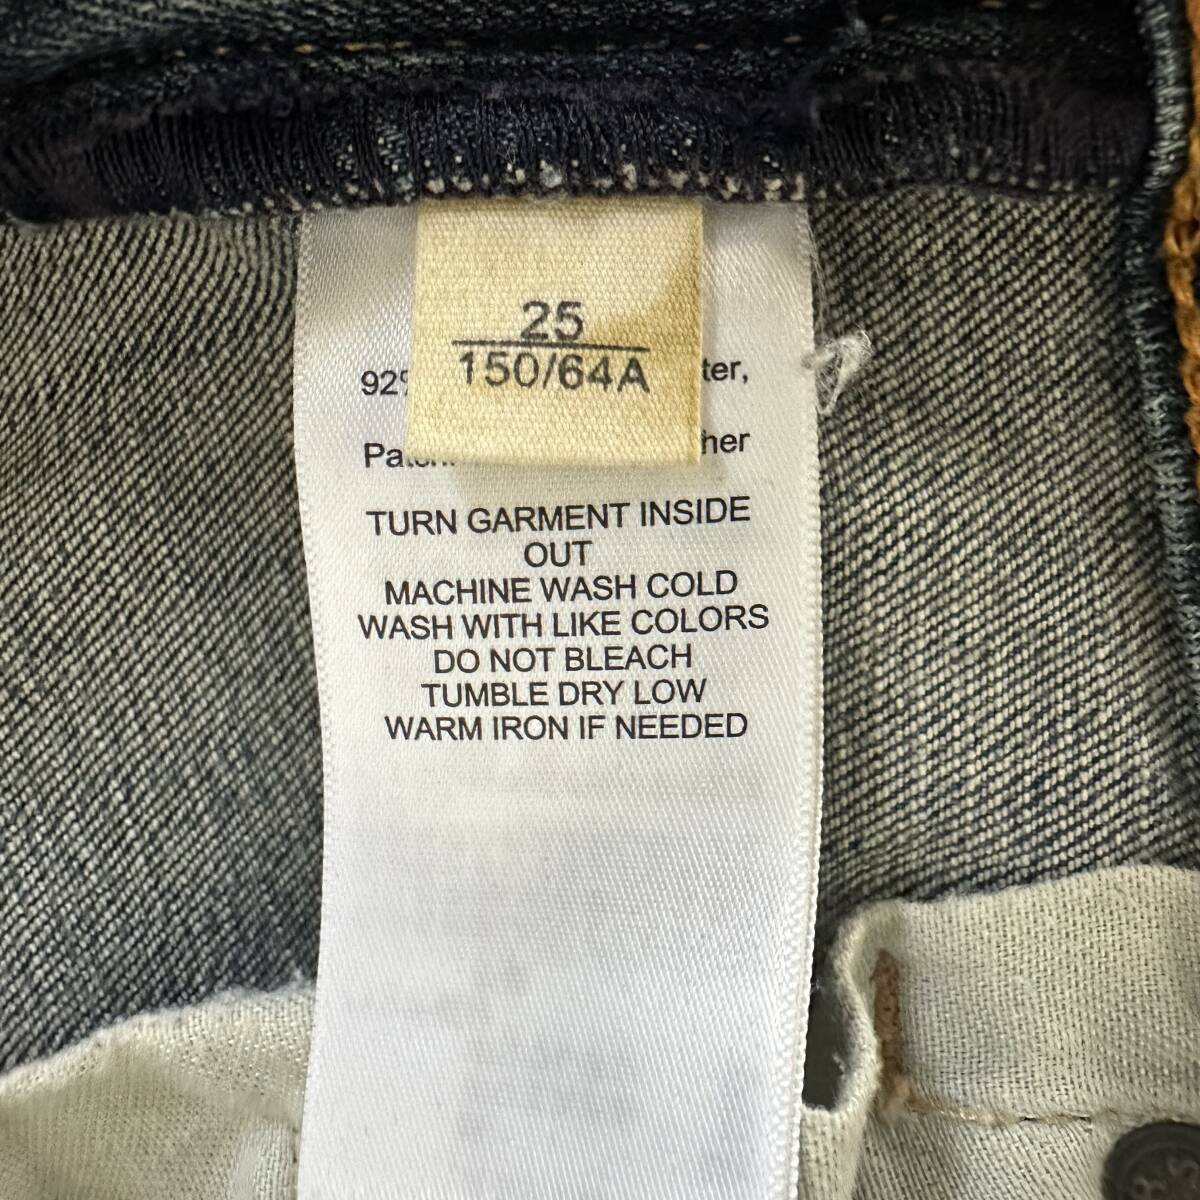 25
150/64A
92% ter,
her
TURN GARMENT INSIDE
OUT
MACHINE WASH COLD
WASH WITH LIKE COLORS
DO NOT BLEACH
TUMBLE DRY LOW
WARM IRON IF NEEDED